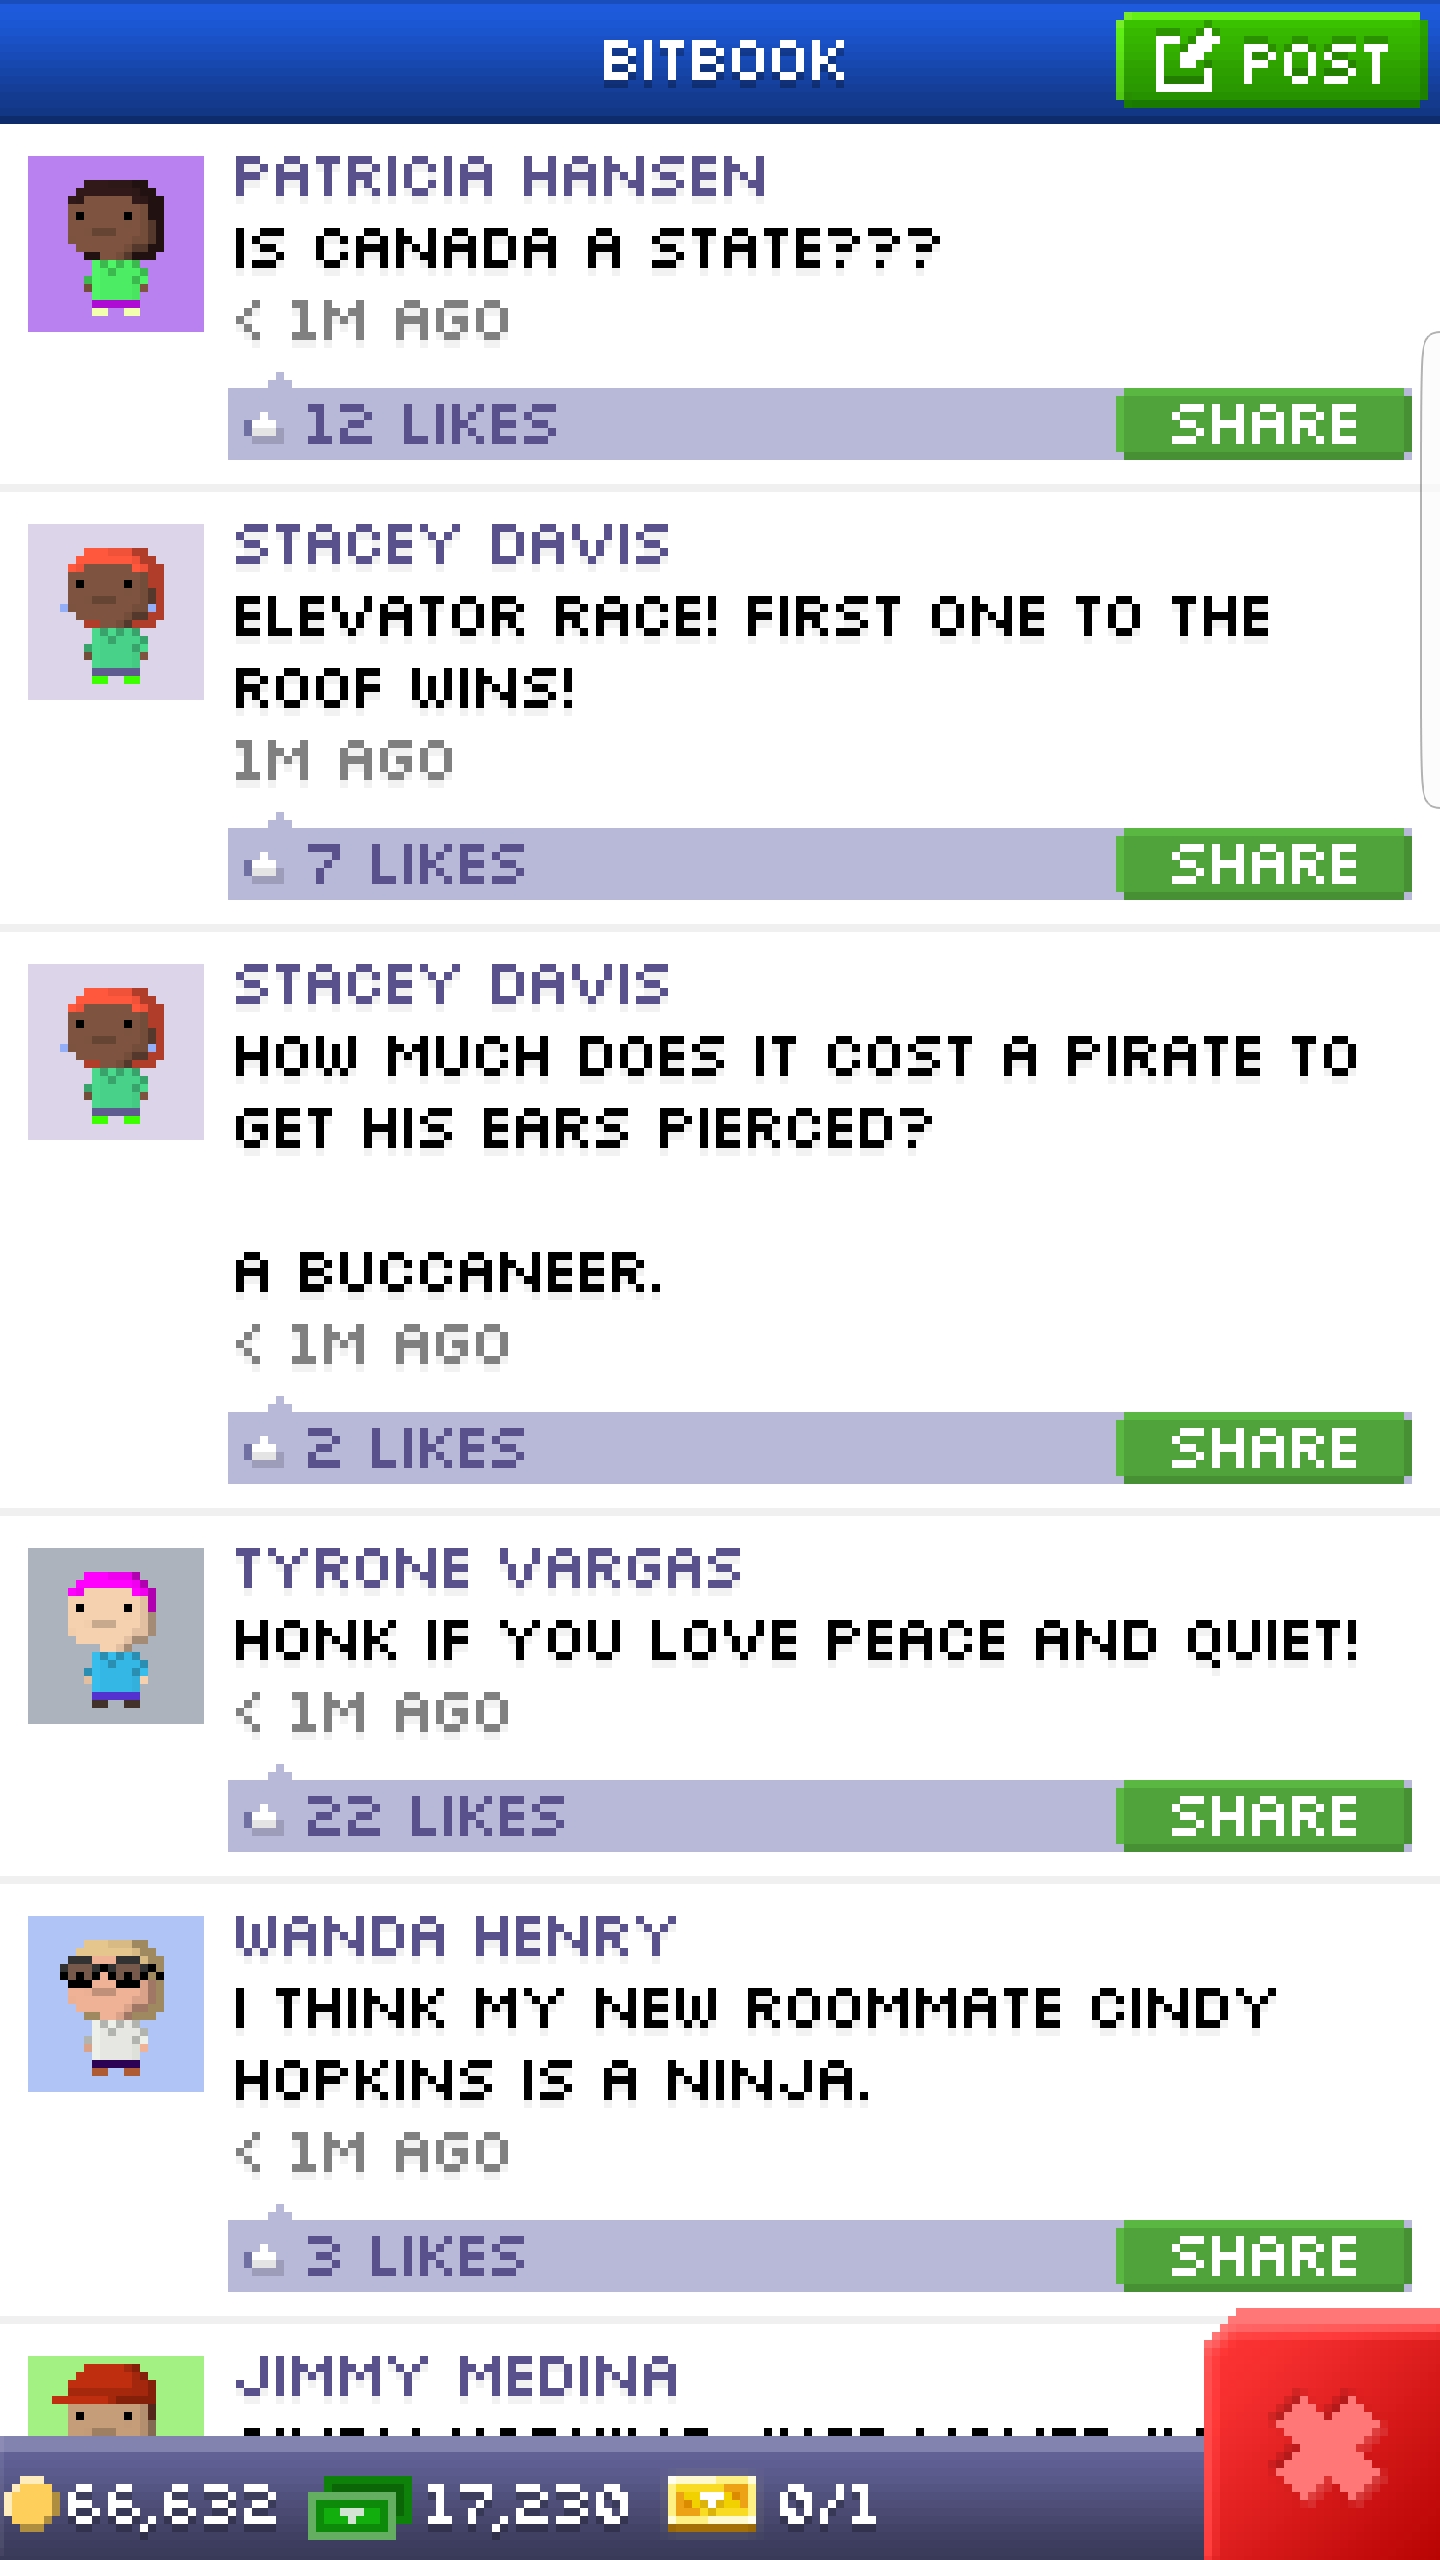 BITBOOK
POST
PATRICIA HANSEN
IS CANADA A STATE???
< 1M AGO
12 LIKES
SHARE
STACEY DAVIS
ELEVATOR RACE! FIRST ONE TO THE
ROOF WINS!
1M AGO
7 LIKES
SHARE
STACEY DAVIS
HOW MUCH DOES IT COST A PIRATE TO
GET HIS EARS PIERCED?
A BUCCANEER.
< 1M AGO
2 LIKES
SHARE
TYRONE VARGAS
HONK IF YOU LOVE PEACE AND QUIET!
< 1M AGO
22 LIKES
SHARE
WANDA HENRY
I THINK MY NEW ROOMMATE CINDY
HOPKINS IS A NINJA.
< 1M AGO
3 LIKES
SHARE
JIMMY MEDINA
66,632
17,230
0/1